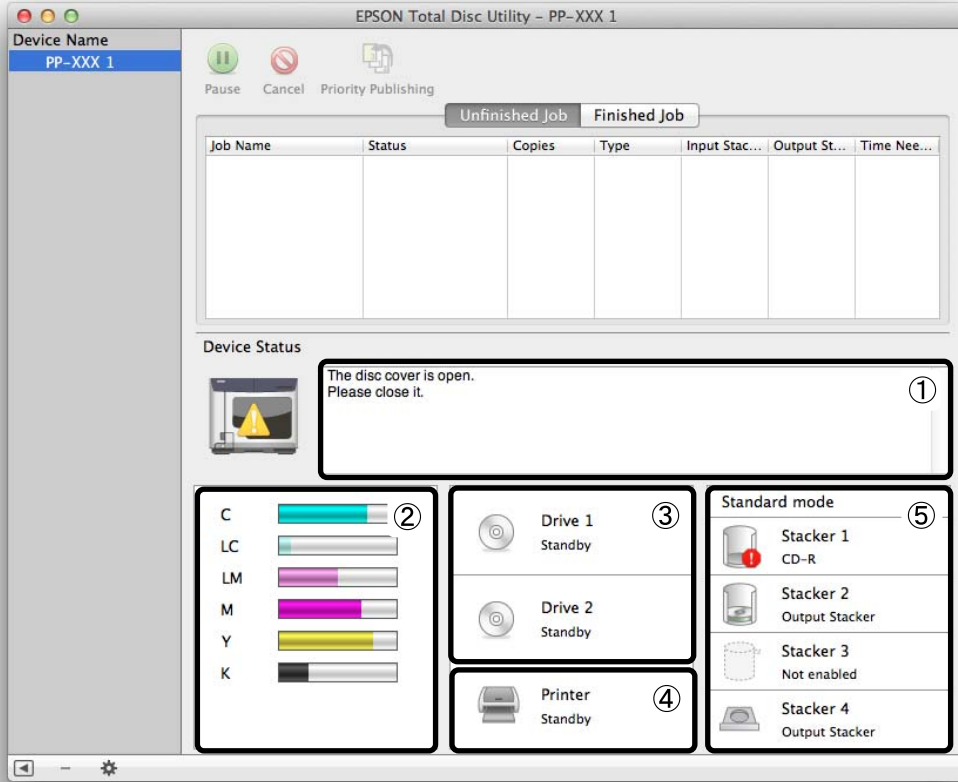 EPSON Total Disc Utility – PP-XXX 1
Device Name
PP-XXX 1
Pause Cancel Priority Publishing
Unfinished Job Finished Job
Job Name Status Copies Type Input Stac... Output St... Time Nee...
Device Status
The disc cover is open.
Please close it.
①
C
LC
LM
M
Y
K
②
Drive 1
Standby
③
Drive 2
Standby
Printer
Standby
④
Standard mode
⑤
Stacker 1
CD-R
Stacker 2
Output Stacker
Stacker 3
Not enabled
Stacker 4
Output Stacker